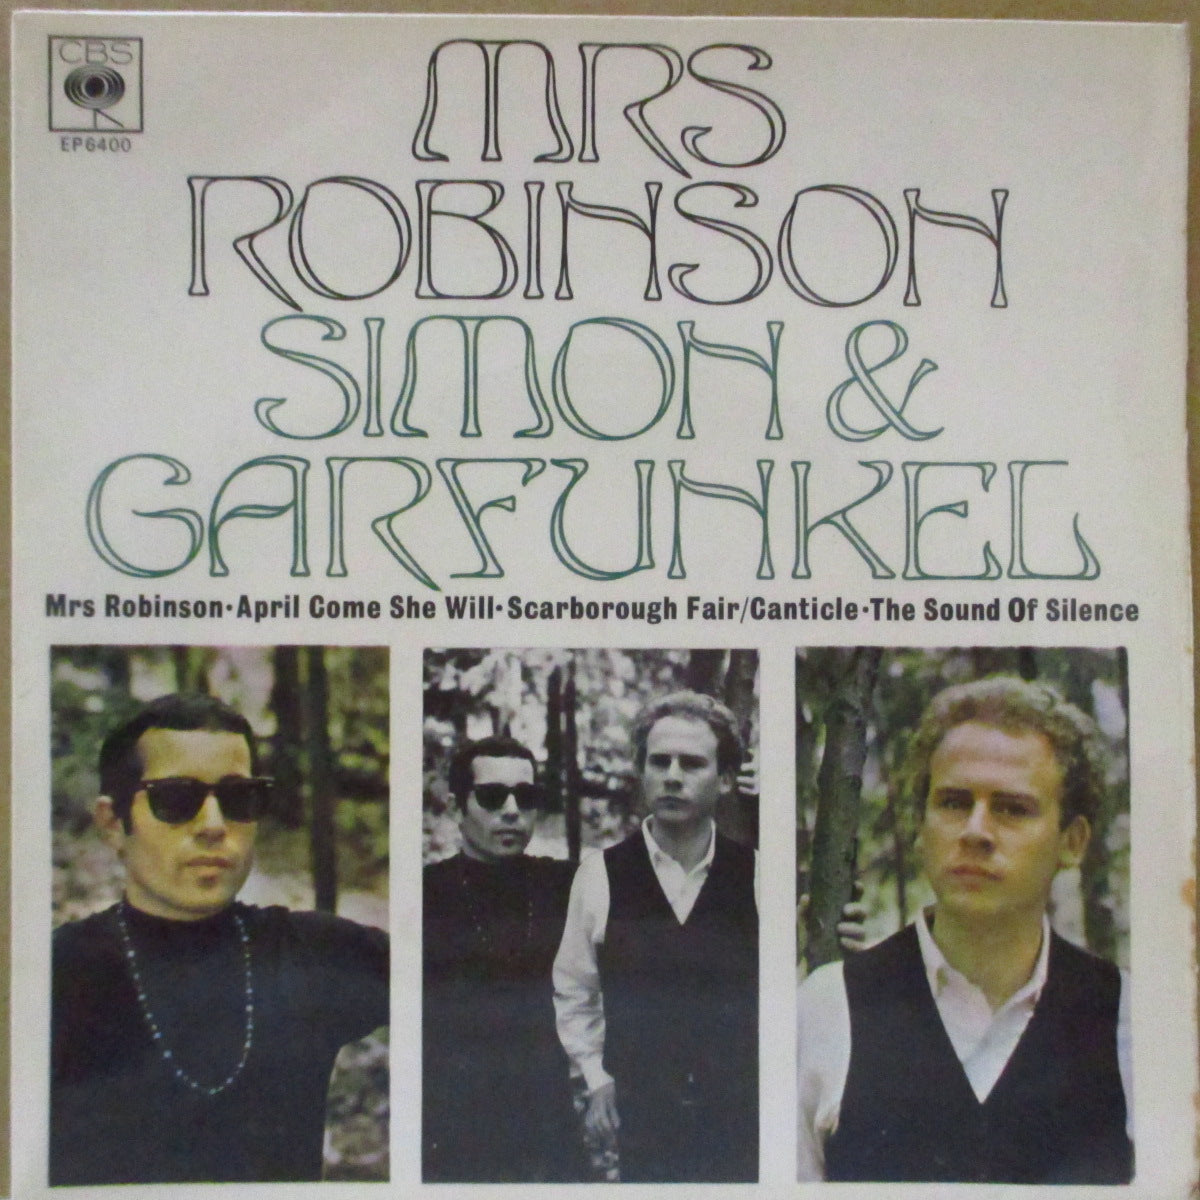 CBS
EP6400
MRS
ROBINSON
SIMON &
GARFUNKEL
Mrs Robinson·April Come She Will·Scarborough Fair/Canticle·The Sound Of Silence